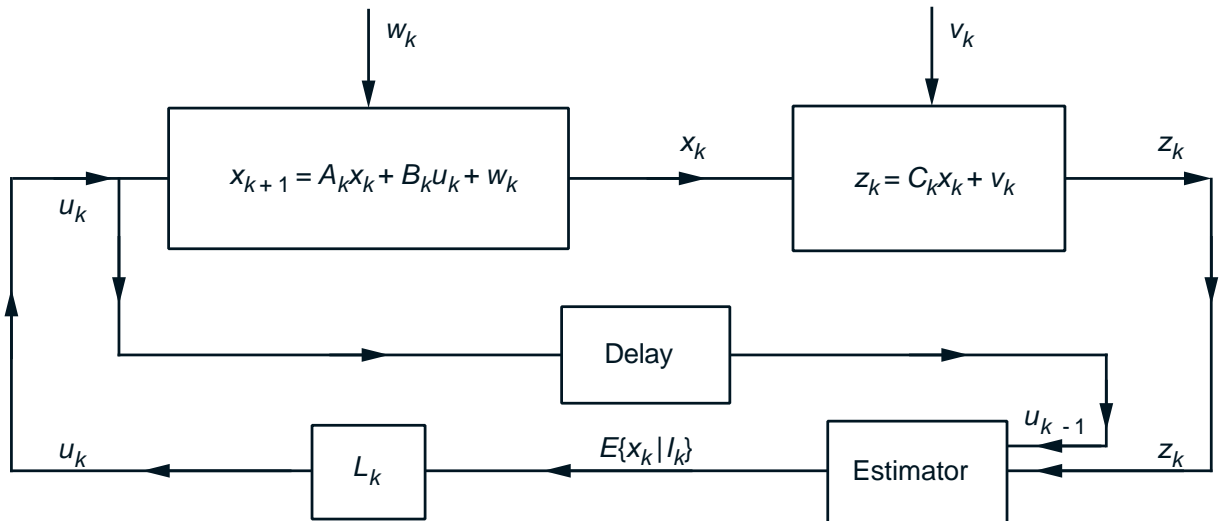 w_k
v_k
x_{k+1} = A_k x_k + B_k u_k + w_k
x_k
z_k = C_k x_k + v_k
z_k
u_k
Delay
u_{k-1}
u_k
L_k
E{x_k | I_k}
Estimator
z_k